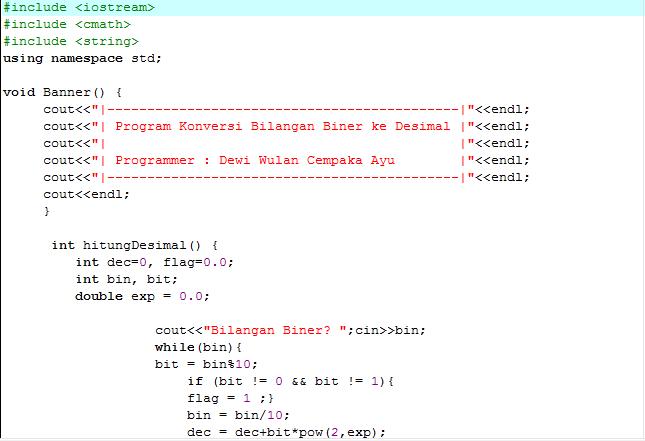 #include <iostream>
#include <cmath>
#include <string>
using namespace std;
void Banner() {
cout<<"|--------------------------------------------|"<<endl;
cout<<"| Program Konversi Bilangan Biner ke Desimal |"<<endl;
cout<<"|                                            |"<<endl;
cout<<"| Programmer : Dewi Wulan Cempaka Ayu        |"<<endl;
cout<<"|--------------------------------------------|"<<endl;
cout<<endl;
}
int hitungDesimal() {
int dec=0, flag=0.0;
int bin, bit;
double exp = 0.0;
cout<<"Bilangan Biner? ";cin>>bin;
while(bin){
bit = bin%10;
if (bit != 0 && bit != 1){
flag = 1 ;}
bin = bin/10;
dec = dec+bit*pow(2,exp);